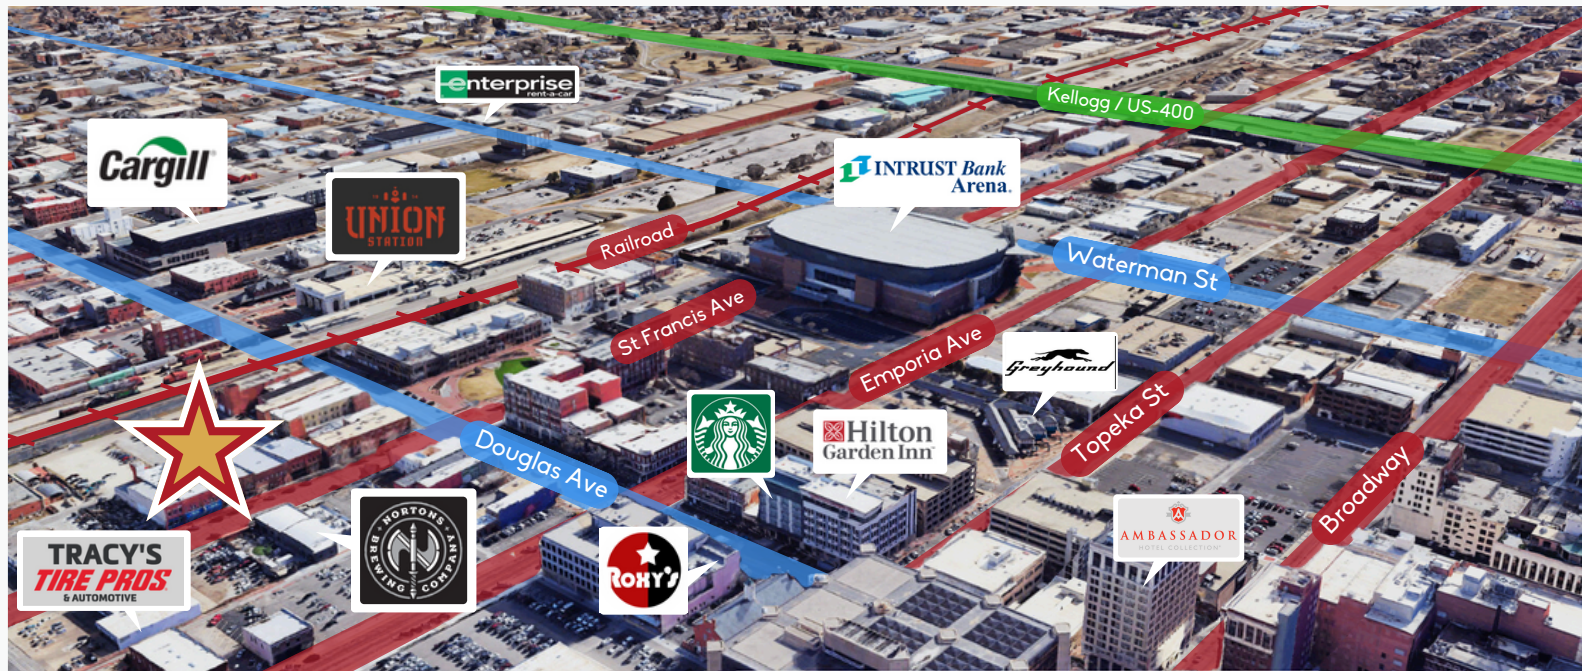 enterprise
rent-a-car
Kellogg / US-400
Cargill
UNION
STATION
INTRUST Bank
Arena
Railroad
Waterman St
St Francis Ave
Emporia Ave
Greyhound
Topeka St
Hilton
Garden Inn
Douglas Ave
Broadway
NORTONS
BREWING COMPANY
AMBASSADOR
HOTEL COLLECTION
TRACY'S
TIRE PROS
& AUTOMOTIVE
ROXY'S